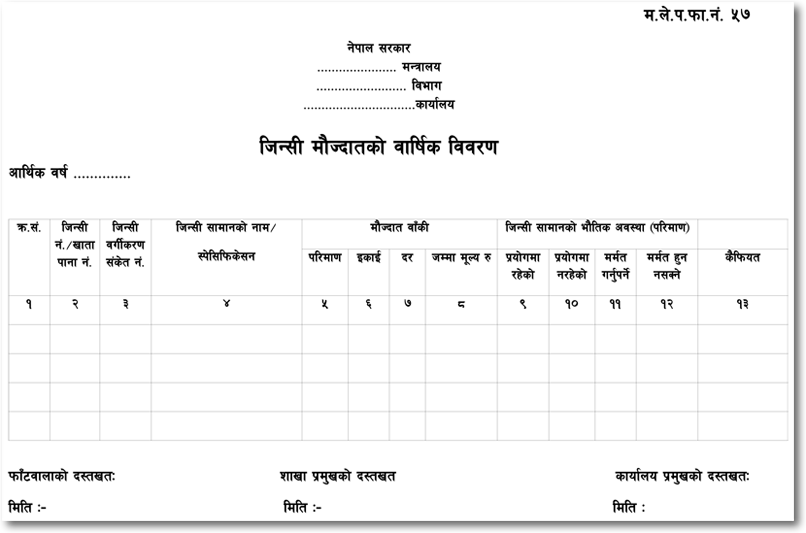 म.ले.प.फा.नं. ५७
नेपाल सरकार
...................... मन्त्रालय
......................... विभाग
...............................कार्यालय
जिन्सी मौज्दातको वार्षिक विवरण
आर्थिक वर्ष ..............
क्र.सं. जिन्सी नं./खाता पाना नं. जिन्सी वर्गीकरण संकेत नं. जिन्सी सामानको नाम/ स्पेसिफिकेसन मौज्दात बाँकी जिन्सी सामानको भौतिक अवस्था (परिमाण) कैफियत
परिमाण इकाई दर जम्मा मूल्य रु प्रयोगमा रहेको प्रयोगमा नरहेको मर्मत गर्नुपर्ने मर्मत हुन नसक्ने
१ २ ३ ४ ५ ६ ७ ८ ९ १० ११ १२ १३
फाँटवालाको दस्तखतः शाखा प्रमुखको दस्तखत कार्यालय प्रमुखको दस्तखतः
मिति :- मिति :- मिति :